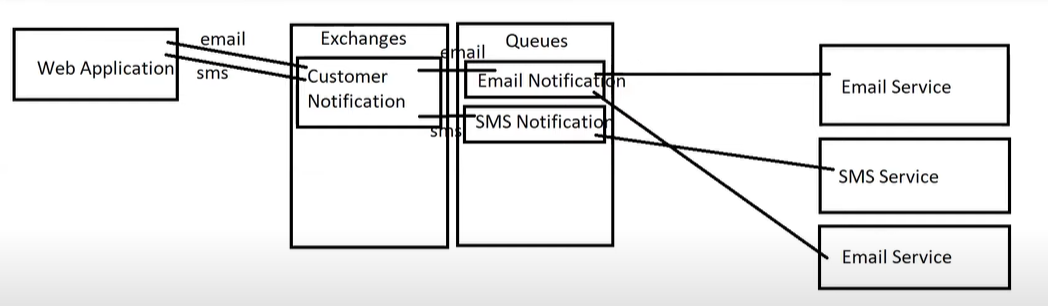 Web Application
email
sms
Exchanges
Customer
Notification
email
sms
Queues
Email Notification
SMS Notification
Email Service
SMS Service
Email Service